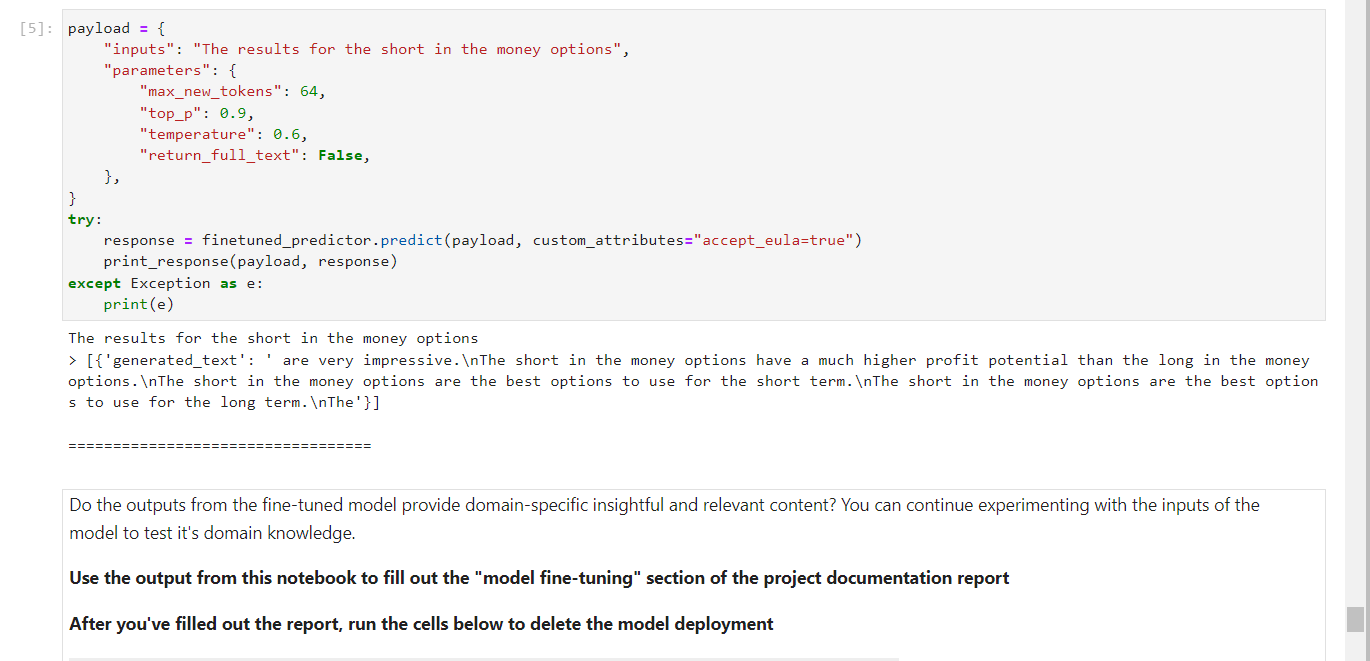 [5]: payload = {
    "inputs": "The results for the short in the money options",
    "parameters": {
        "max_new_tokens": 64,
        "top_p": 0.9,
        "temperature": 0.6,
        "return_full_text": False,
    },
}
try:
    response = finetuned_predictor.predict(payload, custom_attributes="accept_eula=true")
    print_response(payload, response)
except Exception as e:
    print(e)
The results for the short in the money options
> [{'generated_text': ' are very impressive.\nThe short in the money options have a much higher profit potential than the long in the money
options.\nThe short in the money options are the best options to use for the short term.\nThe short in the money options are the best option
s to use for the long term.\nThe'}]
==================================
Do the outputs from the fine-tuned model provide domain-specific insightful and relevant content? You can continue experimenting with the inputs of the
model to test it's domain knowledge.
Use the output from this notebook to fill out the "model fine-tuning" section of the project documentation report
After you've filled out the report, run the cells below to delete the model deployment